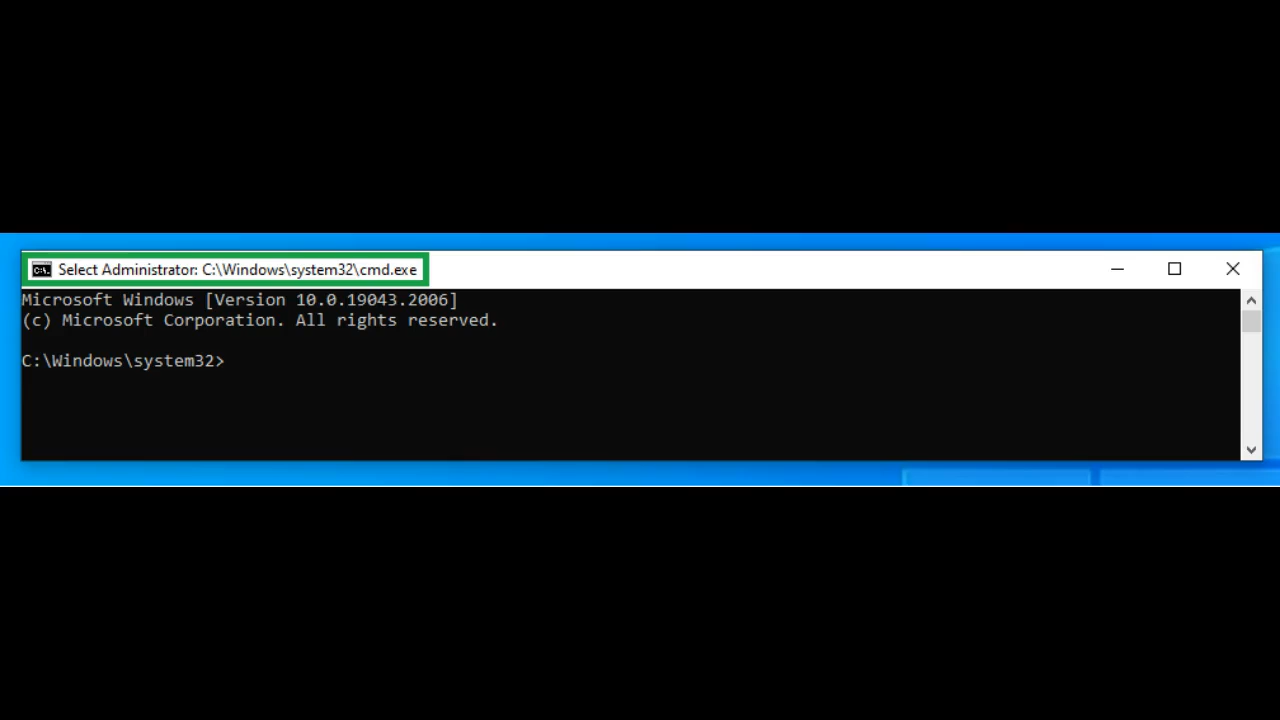 Select Administrator: C:\Windows\system32\cmd.exe
Microsoft Windows [Version 10.0.19043.2006]
(c) Microsoft Corporation. All rights reserved.
C:\Windows\system32>